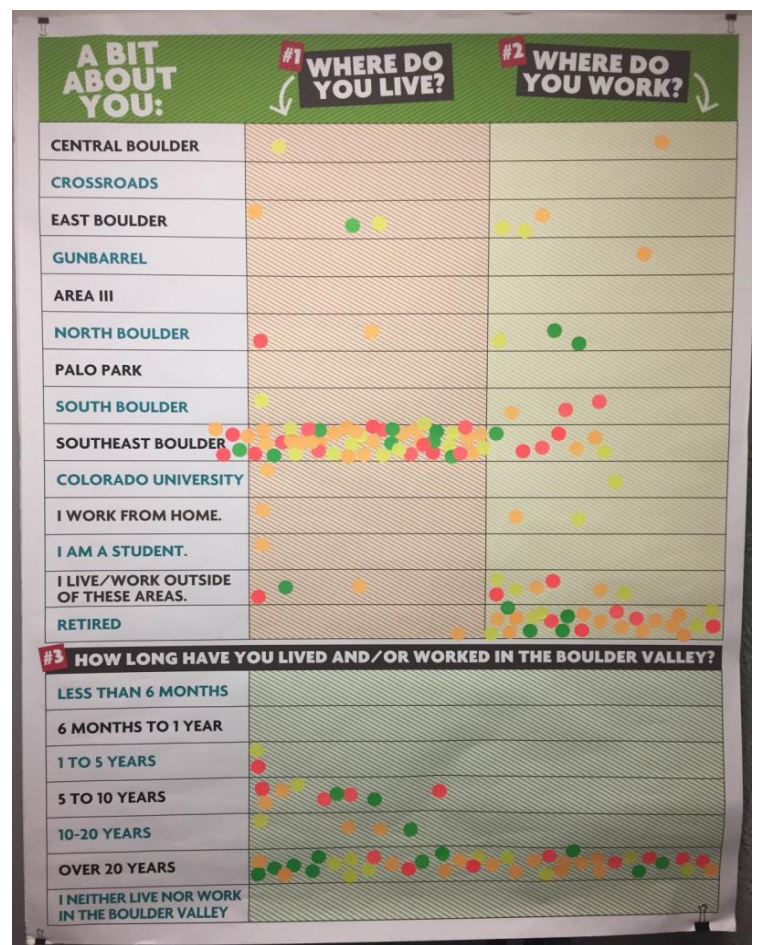 A BIT
ABOUT
YOU:
#1 WHERE DO
YOU LIVE?
#2 WHERE DO
YOU WORK?
CENTRAL BOULDER
CROSSROADS
EAST BOULDER
GUNBARREL
AREA III
NORTH BOULDER
PALO PARK
SOUTH BOULDER
SOUTHEAST BOULDER
COLORADO UNIVERSITY
I WORK FROM HOME.
I AM A STUDENT.
I LIVE/WORK OUTSIDE
OF THESE AREAS.
RETIRED
#3 HOW LONG HAVE YOU LIVED AND/OR WORKED IN THE BOULDER VALLEY?
LESS THAN 6 MONTHS
6 MONTHS TO 1 YEAR
1 TO 5 YEARS
5 TO 10 YEARS
10-20 YEARS
OVER 20 YEARS
I NEITHER LIVE NOR WORK
IN THE BOULDER VALLEY